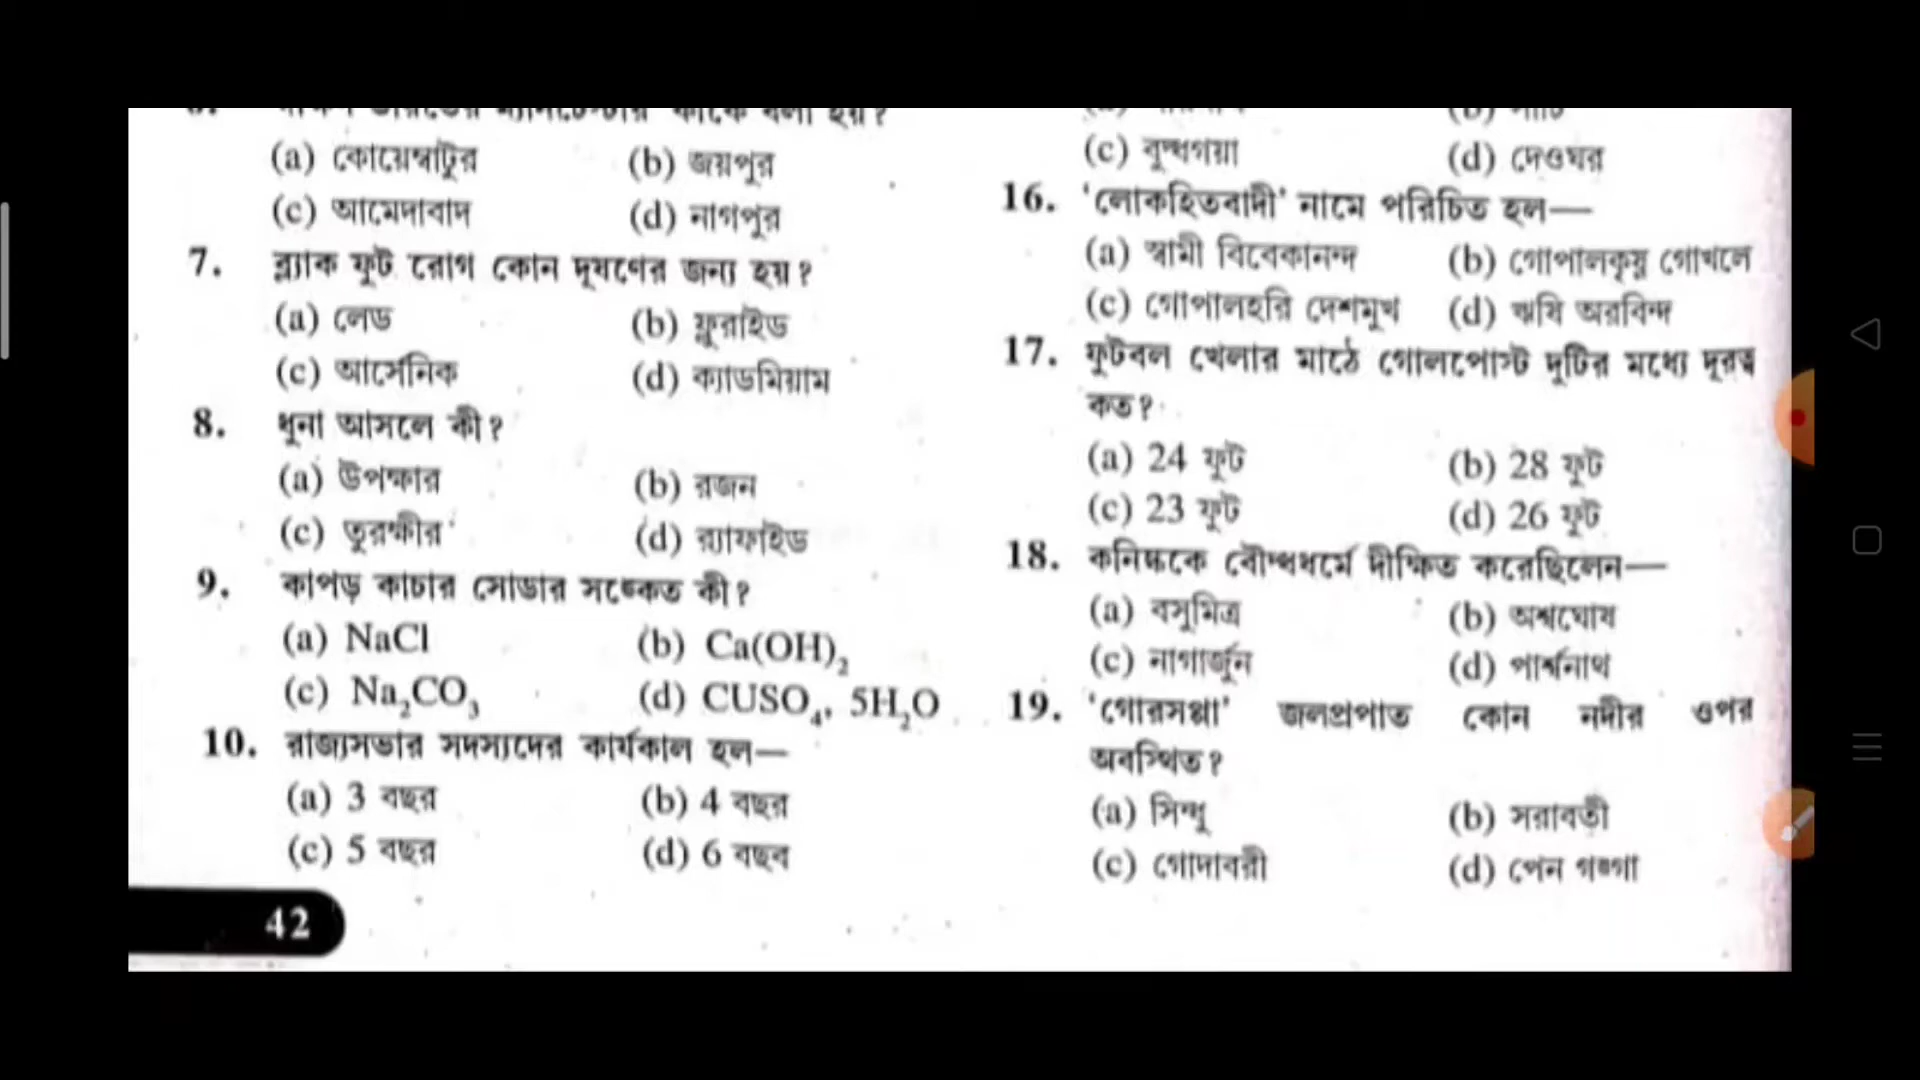 (a) কোয়েম্বাটুর (b) জয়পুর
(c) আমেদাবাদ (d) নাগপুর
7. ব্ল্যাক ফুট রোগ কোন দূষণের জন্য হয়?
(a) লেড (b) ফ্লুরাইড
(c) আর্সেনিক (d) ক্যাডমিয়াম
8. ধুনা আসলে কী?
(a) উপক্ষার (b) রজন
(c) তুরক্ষীর (d) র‍্যাফাইড
9. কাপড় কাচার সোডার সঙ্কেত কী?
(a) NaCl (b) Ca(OH)₂
(c) Na₂CO₃ (d) CUSO₄, 5H₂O
10. রাজ্যসভার সদস্যদের কার্যকাল হল—
(a) 3 বছর (b) 4 বছর
(c) 5 বছর (d) 6 বছব
42
(c) বুদ্ধগয়া (d) দেওঘর
16. 'লোকহিতবাদী' নামে পরিচিত হল—
(a) স্বামী বিবেকানন্দ (b) গোপালকৃষ্ণ গোখলে
(c) গোপালহরি দেশমুখ (d) ঋষি অরবিন্দ
17. ফুটবল খেলার মাঠে গোলপোস্ট দুটির মধ্যে দূরত্ব
কত?
(a) 24 ফুট (b) 28 ফুট
(c) 23 ফুট (d) 26 ফুট
18. কনিষ্ককে বৌদ্ধধর্মে দীক্ষিত করেছিলেন—
(a) বসুমিত্র (b) অশ্বঘোষ
(c) নাগার্জুন (d) পার্শ্বনাথ
19. 'গোরসপ্পা' জলপ্রপাত কোন নদীর ওপর
অবস্থিত?
(a) সিন্ধু (b) সরাবতী
(c) গোদাবরী (d) পেন গঙ্গা